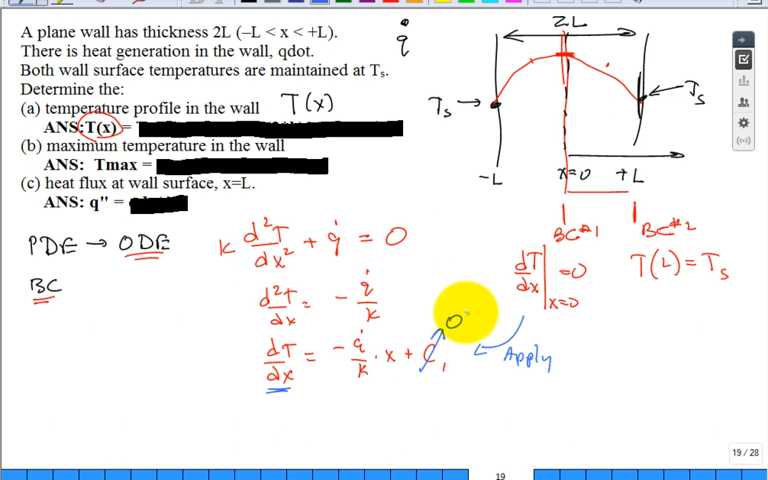 A plane wall has thickness 2L (–L < x < +L).
There is heat generation in the wall, qdot.
Both wall surface temperatures are maintained at Ts.
Determine the:
(a) temperature profile in the wall T(x)
ANS: T(x) =
(b) maximum temperature in the wall
ANS: Tmax =
(c) heat flux at wall surface, x=L.
ANS: q" =
q̇
2L
Ts →
← Ts
-L x=0 +L
BC#1 BC#2
PDE → ODE
BC
k d²T/dx² + q̇ = 0
d²T/dx = - q̇/k
dT/dx = - q̇/k · x + C₁
0
dT/dx |x=0 = 0
T(L) = Ts
Apply
19 / 28
19